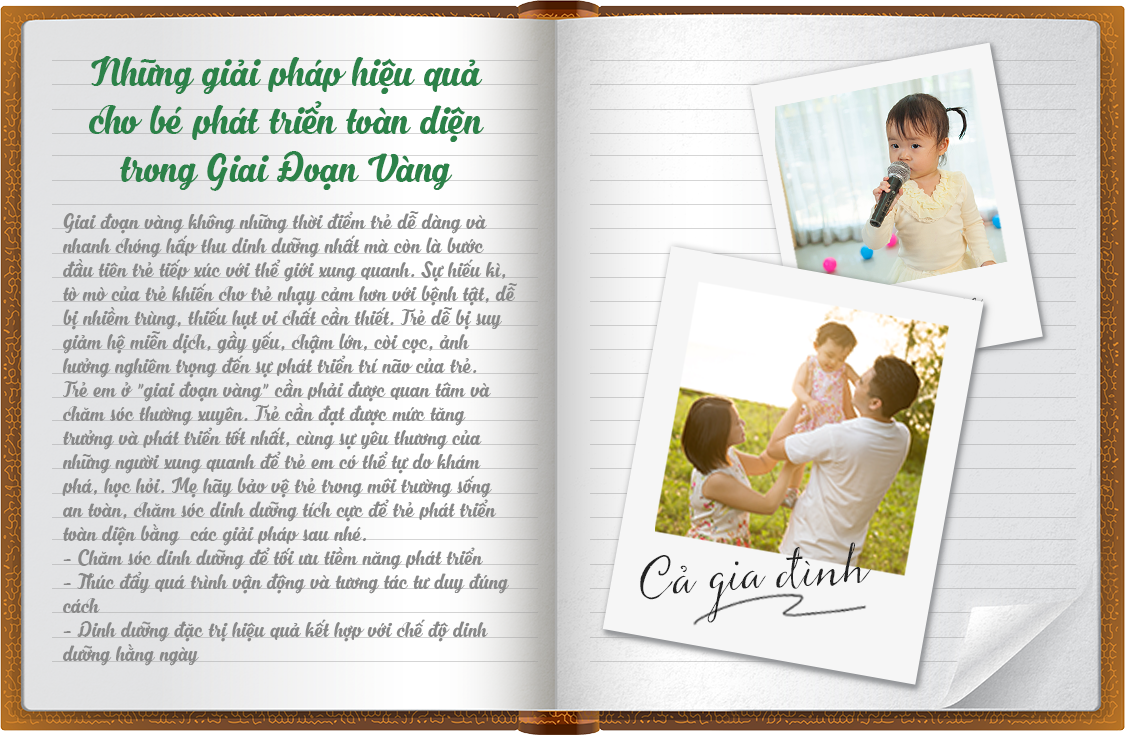 Những giải pháp hiệu quả
cho bé phát triển toàn diện
trong Giai Đoạn Vàng
Giai đoạn vàng không những thời điểm trẻ dễ dàng và
nhanh chóng hấp thu dinh dưỡng nhất mà còn là bước
đầu tiên trẻ tiếp xúc với thể giới xung quanh. Sự hiếu kì,
tò mò của trẻ khiến cho trẻ nhạy cảm hơn với bệnh tật, dễ
bị nhiễm trùng, thiếu hụt vi chất cần thiết. Trẻ dễ bị suy
giảm hệ miễn dịch, gầy yếu, chậm lớn, còi cọc, ảnh
hưởng nghiêm trọng đến sự phát triển trí não của trẻ.
Trẻ em ở "giai đoạn vàng" cần phải được quan tâm và
chăm sóc thường xuyên. Trẻ cần đạt được mức tăng
trưởng và phát triển tốt nhất, cùng sự yêu thương của
những người xung quanh để trẻ em có thể tự do khám
phá, học hỏi. Mẹ hãy bảo vệ trẻ trong môi trường sống
an toàn, chăm sóc dinh dưỡng tích cực để trẻ phát triển
toàn diện bằng  các giải pháp sau nhé.
- Chăm sóc dinh dưỡng để tối ưu tiềm năng phát triển
- Thúc đẩy quá trình vận động và tương tác tư duy đúng
cách
- Dinh dưỡng đặc trị hiệu quả kết hợp với chế độ dinh
dưỡng hằng ngày
Cả gia đình